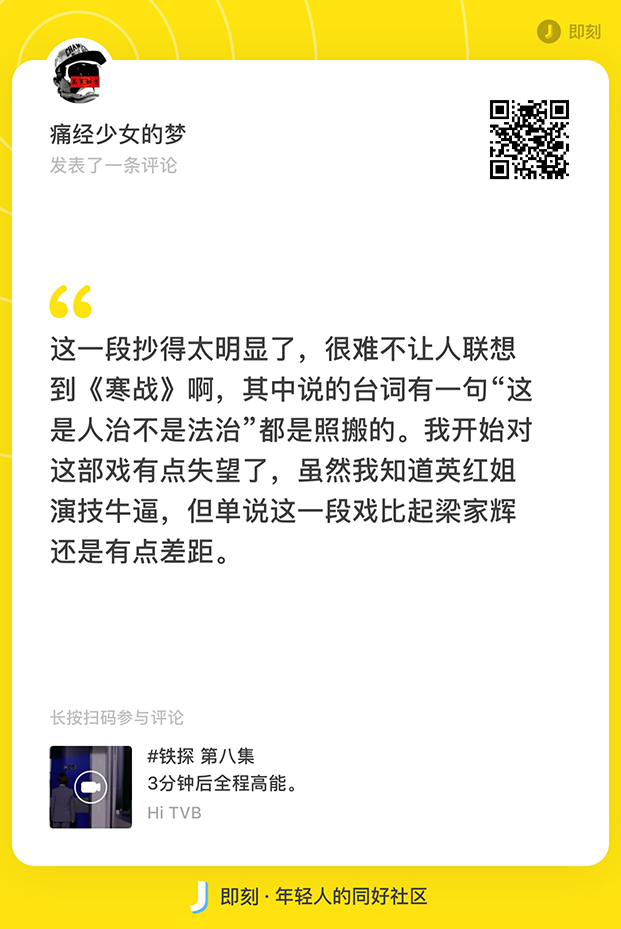 即刻
痛经少女的梦
发表了一条评论
“
这一段抄得太明显了，很难不让人联想
到《寒战》啊，其中说的台词有一句“这
是人治不是法治”都是照搬的。我开始对
这部戏有点失望了，虽然我知道英红姐
演技牛逼，但单说这一段戏比起梁家辉
还是有点差距。
长按扫码参与评论
#铁探 第八集
3分钟后全程高能。
Hi TVB
即刻 · 年轻人的同好社区